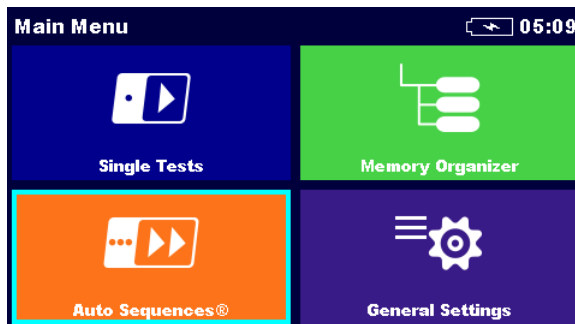 Main Menu 05:09
Single Tests Memory Organizer
Auto Sequences® General Settings